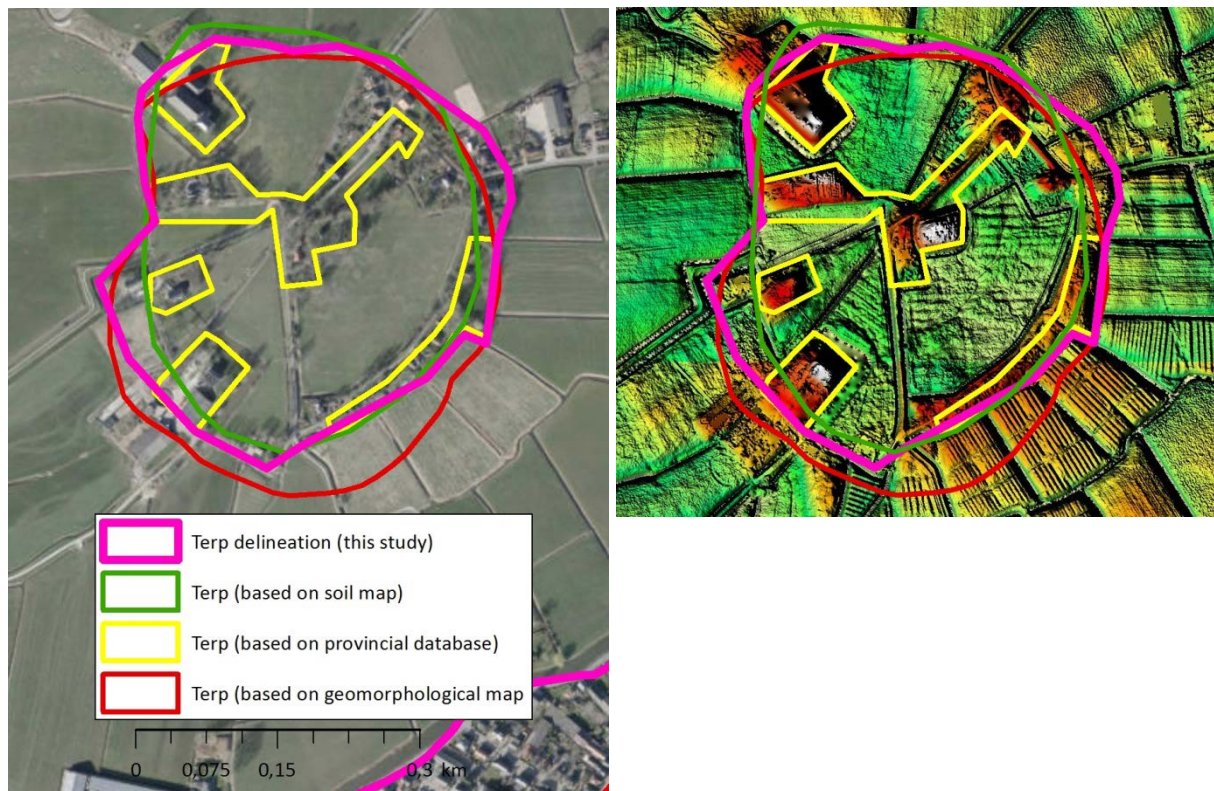 Terp delineation (this study)
Terp (based on soil map)
Terp (based on provincial database)
Terp (based on geomorphological map
0 0,075 0,15 0,3 km